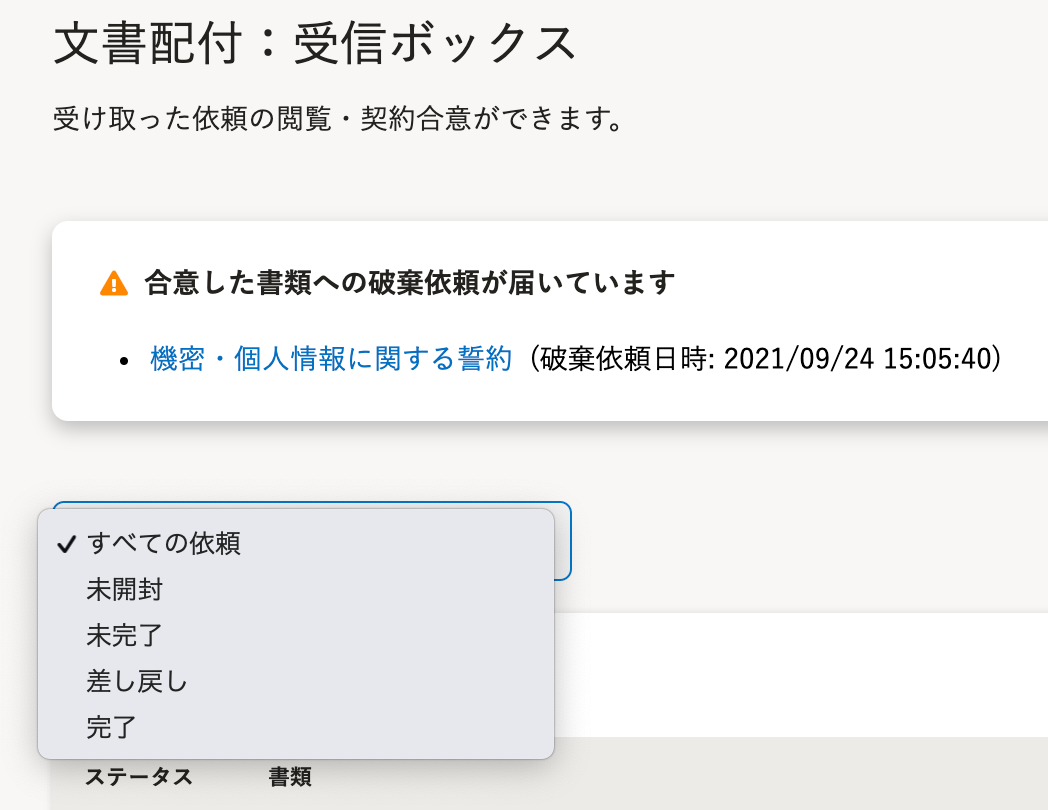 文書配付：受信ボックス
受け取った依頼の閲覧・契約合意ができます。
合意した書類への破棄依頼が届いています
• 機密・個人情報に関する誓約（破棄依頼日時: 2021/09/24 15:05:40）
✓ すべての依頼
未開封
未完了
差し戻し
完了
ステータス 書類